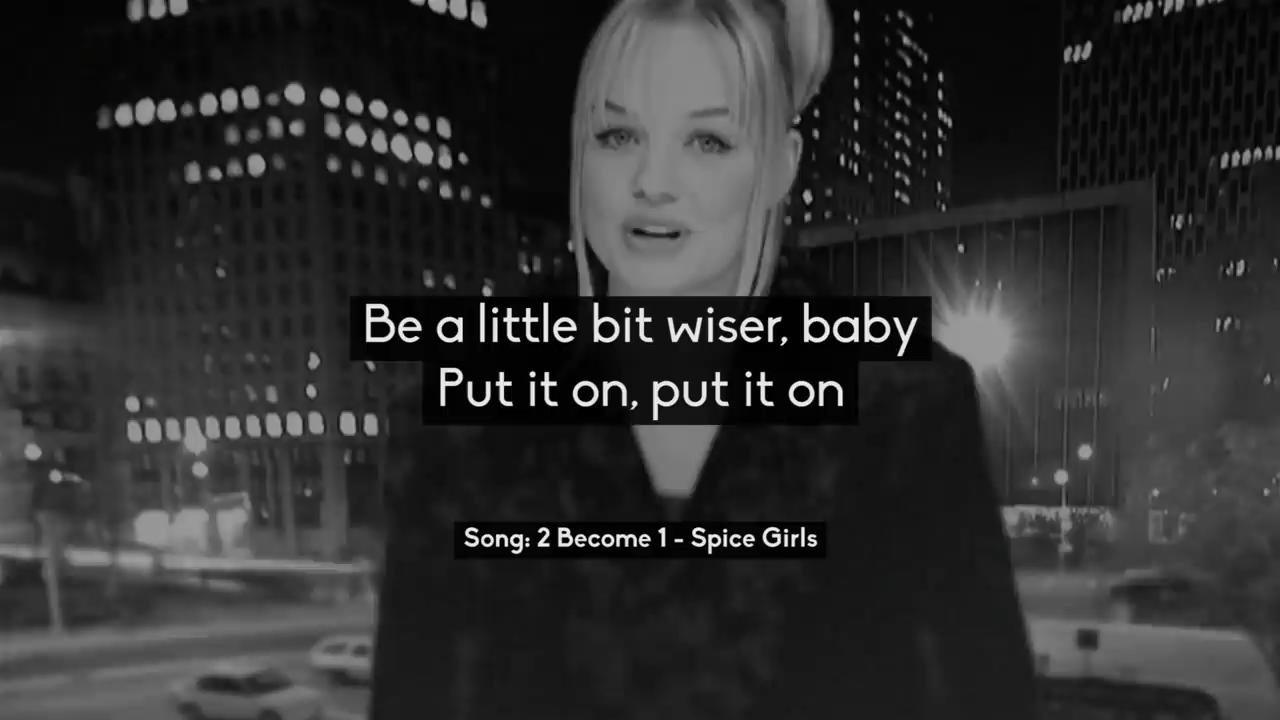 Be a little bit wiser, baby
Put it on, put it on
Song: 2 Become 1 - Spice Girls